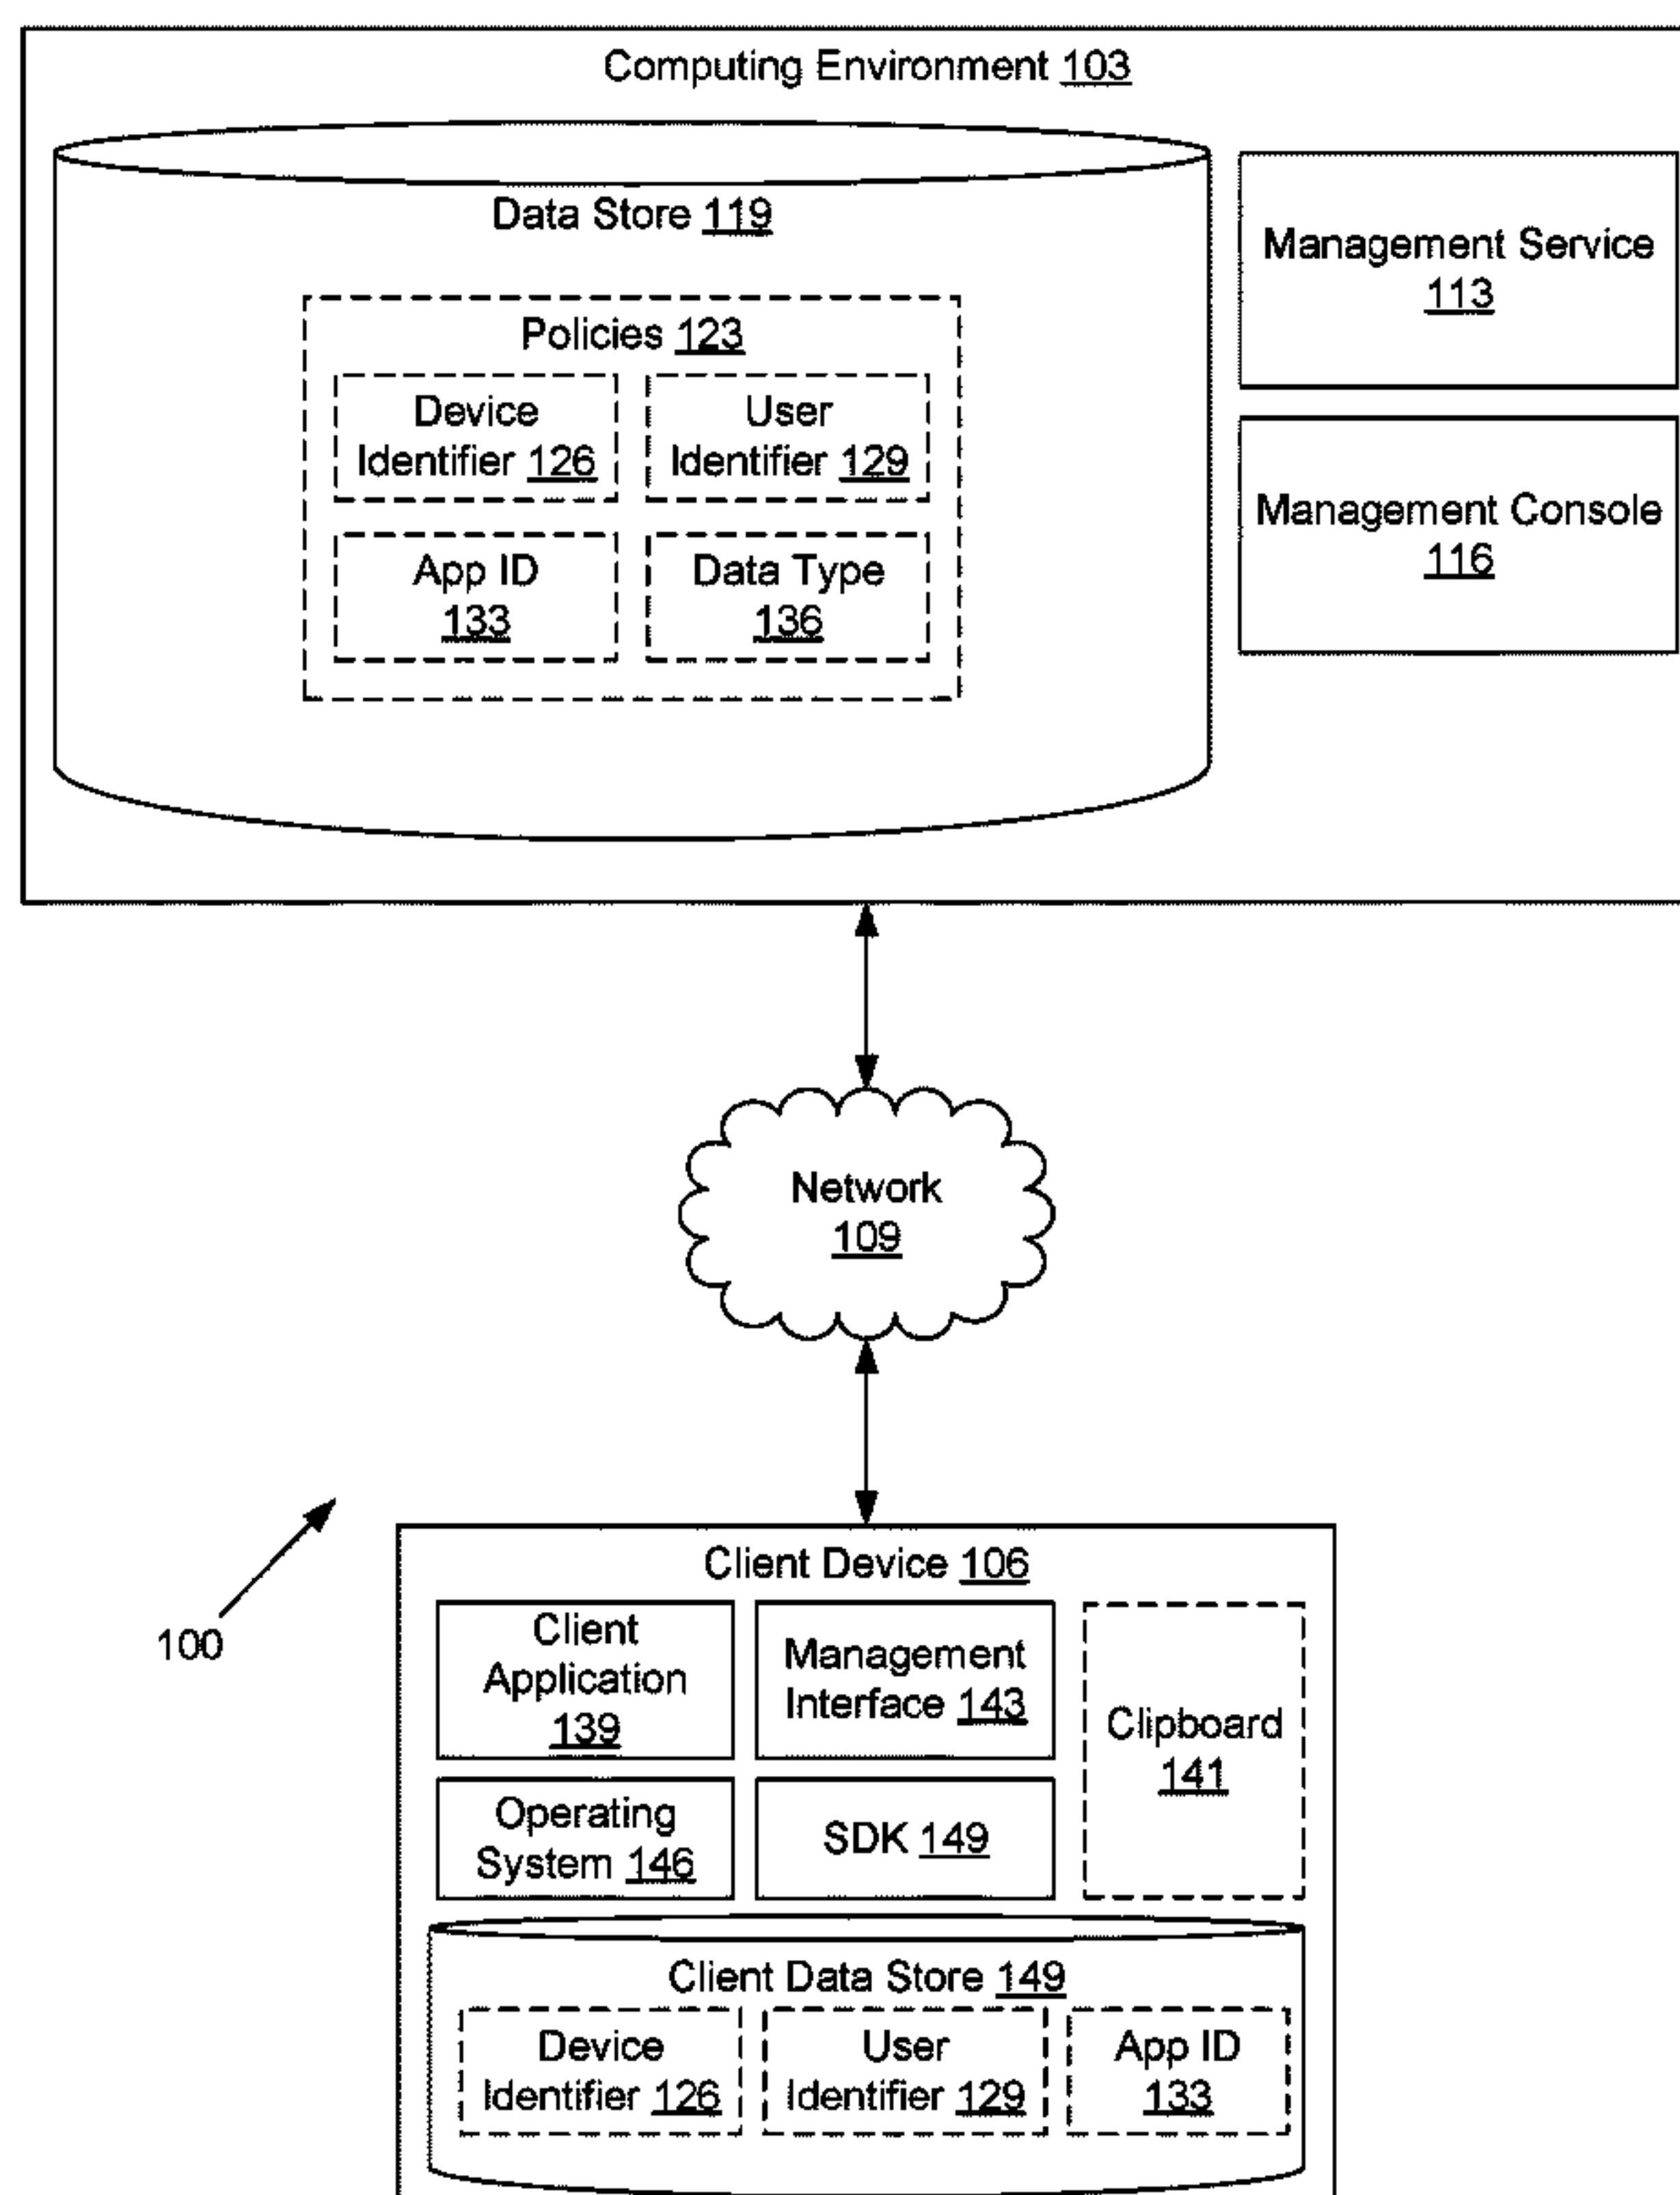 Computing Environment 103
Data Store 119
Policies 123
Device
Identifier 126
User
Identifier 129
App ID
133
Data Type
136
Management Service
113
Management Console
116
Network
109
100
Client Device 106
Client
Application
139
Management
Interface 143
Clipboard
141
Operating
System 146
SDK 149
Client Data Store 149
Device
Identifier 126
User
Identifier 129
App ID
133